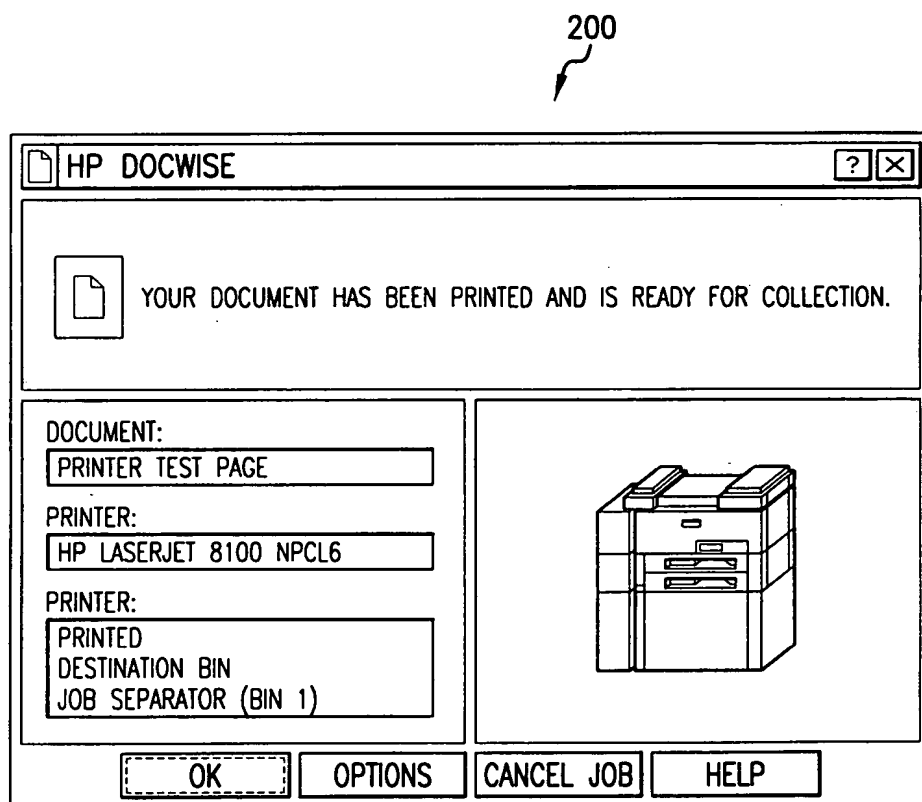 200
HP DOCWISE ? X
YOUR DOCUMENT HAS BEEN PRINTED AND IS READY FOR COLLECTION.
DOCUMENT:
PRINTER TEST PAGE
PRINTER:
HP LASERJET 8100 NPCL6
PRINTER:
PRINTED
DESTINATION BIN
JOB SEPARATOR (BIN 1)
OK OPTIONS CANCEL JOB HELP